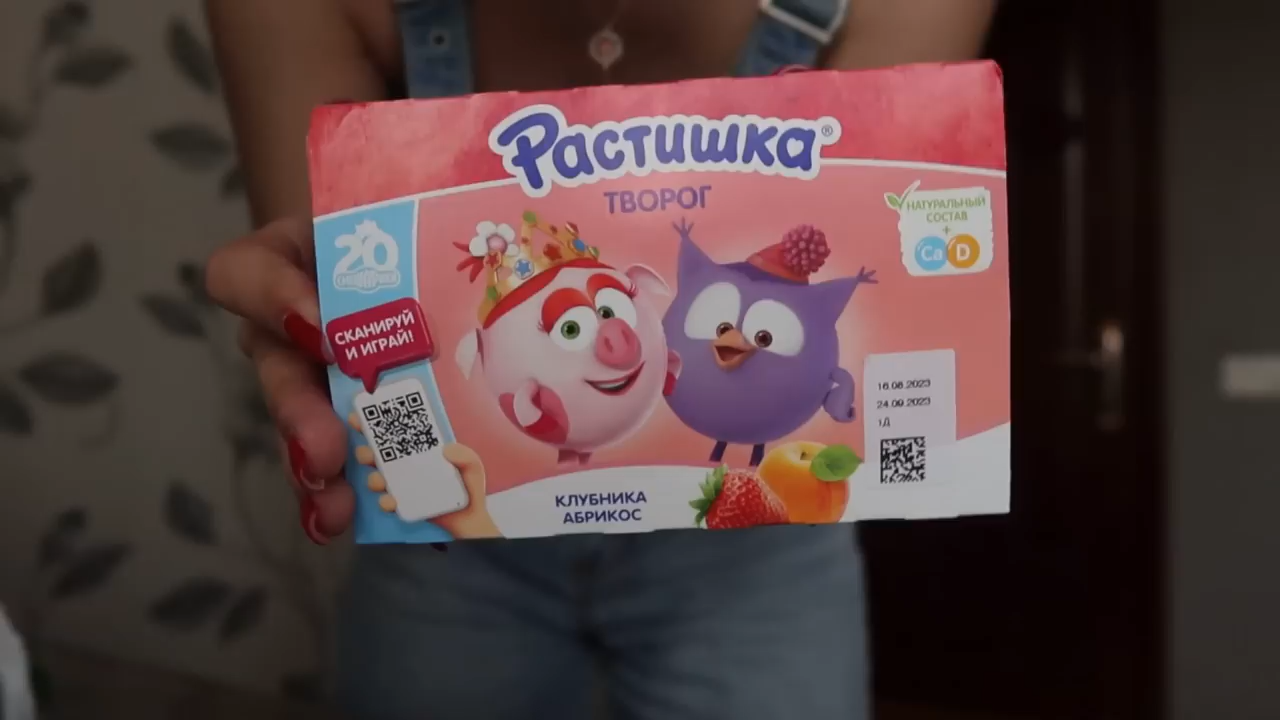 Растишка®
ТВОРОГ
НАТУРАЛЬНЫЙ
СОСТАВ
+
Ca D
20
СКАНИРУЙ
И ИГРАЙ!
16.08.2023
24.09.2023
1Д
КЛУБНИКА
АБРИКОС